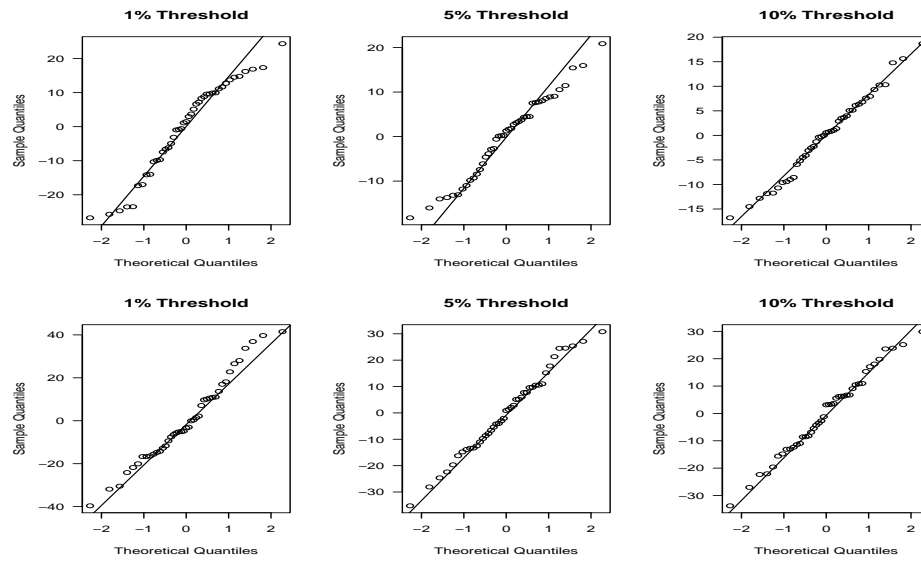 1% Threshold
Sample Quantiles
20
10
0
−10
−20
−2 −1 0 1 2
Theoretical Quantiles
5% Threshold
Sample Quantiles
20
10
0
−10
−2 −1 0 1 2
Theoretical Quantiles
10% Threshold
Sample Quantiles
20
15
10
5
0
−5
−10
−15
−2 −1 0 1 2
Theoretical Quantiles
1% Threshold
Sample Quantiles
40
20
0
−20
−40
−2 −1 0 1 2
Theoretical Quantiles
5% Threshold
Sample Quantiles
30
20
10
0
−10
−20
−30
−2 −1 0 1 2
Theoretical Quantiles
10% Threshold
Sample Quantiles
30
20
10
0
−10
−20
−30
−2 −1 0 1 2
Theoretical Quantiles